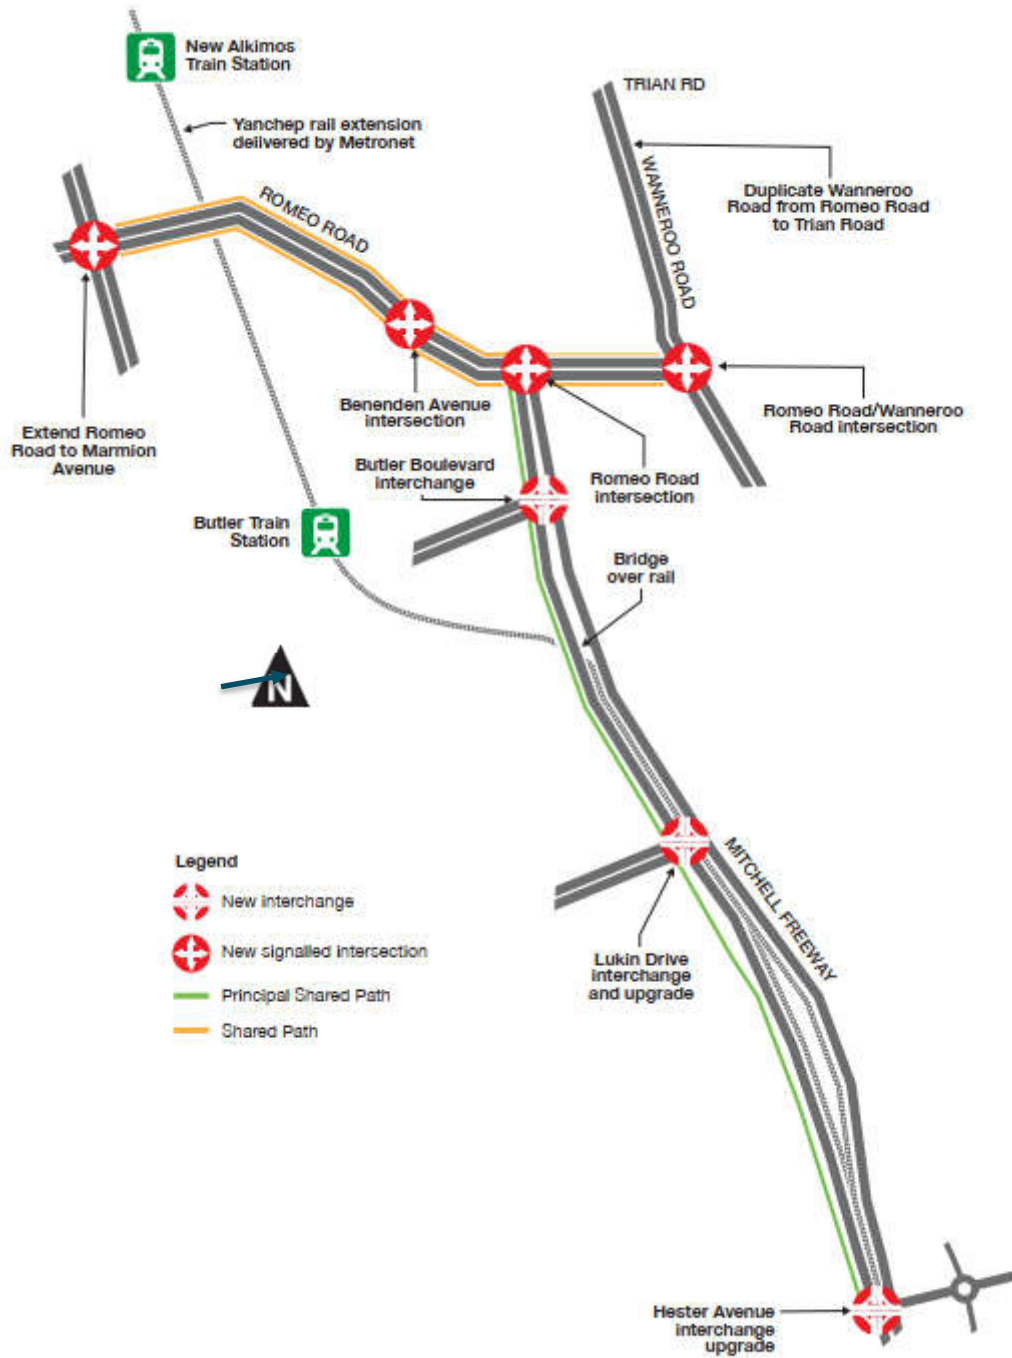 New Alkimos
Train Station
TRIAN RD
Yanchep rail extension
delivered by Metronet
WANNEROO ROAD
Duplicate Wanneroo
Road from Romeo Road
to Trian Road
ROMEO ROAD
Extend Romeo
Road to Marmion
Avenue
Benenden Avenue
intersection
Romeo Road/Wanneroo
Road intersection
Butler Boulevard
interchange
Romeo Road
intersection
Butler Train
Station
Bridge
over rail
N
MITCHELL FREEWAY
Legend
New interchange
New signalled intersection
Principal Shared Path
Shared Path
Lukin Drive
interchange
and upgrade
Hester Avenue
interchange
upgrade